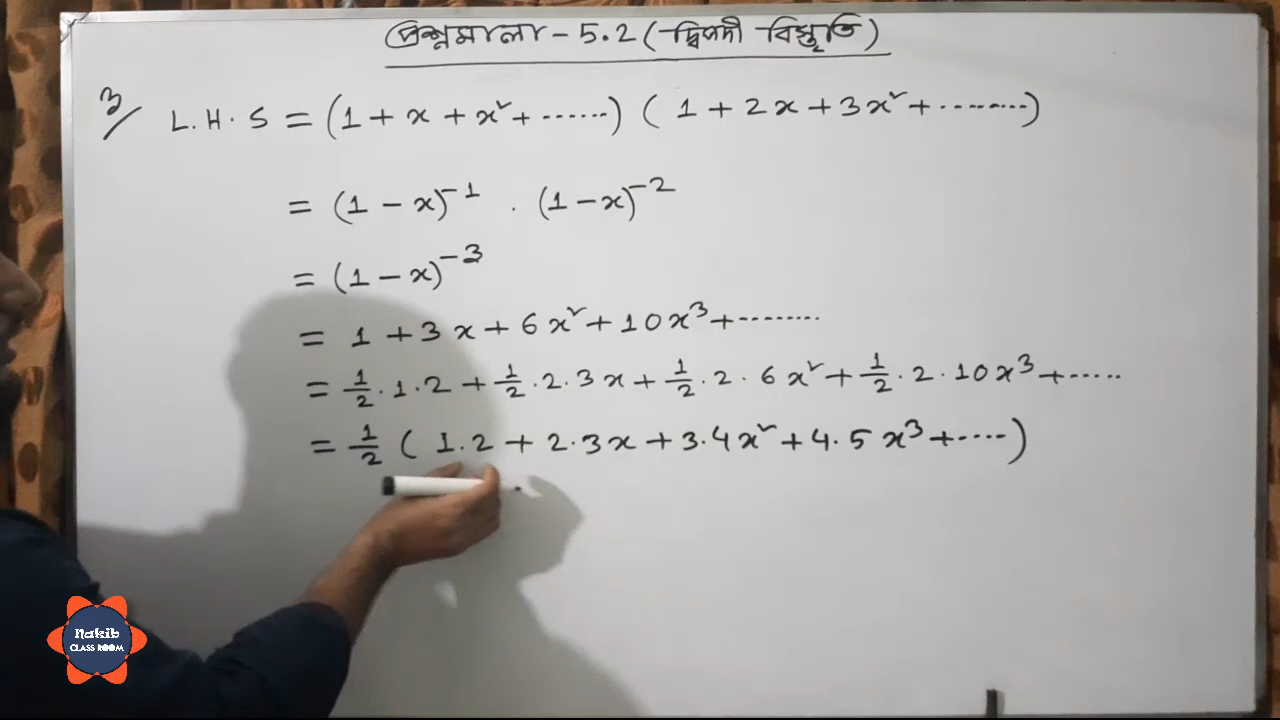 প্রশ্নমালা - 5.2 (দ্বিপদী বিস্তৃতি)
3/ L.H.S = (1 + x + x² + ......) (1 + 2x + 3x² + ........)
= (1 - x)⁻¹ . (1 - x)⁻²
= (1 - x)⁻³
= 1 + 3x + 6x² + 10x³ + ........
= 1/2 · 1 · 2 + 1/2 · 2 · 3x + 1/2 · 2 · 6x² + 1/2 · 2 · 10x³ + .....
= 1/2 (1.2 + 2.3x + 3.4x² + 4.5x³ + ....)
Nakib
CLASS ROOM